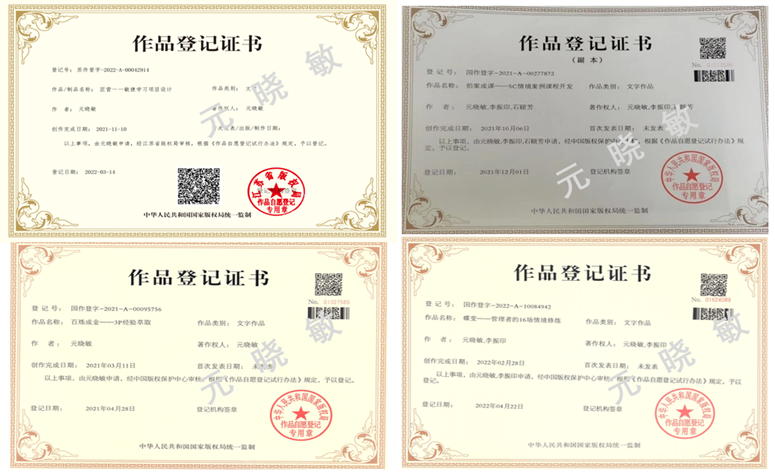 作品登记证书
登记号：苏作登字-2022-A-00042914
作品/制品名称：匠营——敏捷学习项目设计
作品类别：文
作 者：元晓敏
著作权人：元晓敏
创作完成日期：2021-11-10
以上事项，由元晓敏申请，经江苏省版权局审核，根据《作品自愿登记试行办法》规定，予以登记。
登记日期：2022-03-14
江苏省版权局
作品自愿登记
专用章
中华人民共和国国家版权局统一监制
元晓敏
作品登记证书
（副本）
登 记 号：国作登字-2021-A-00277872
作品名称：拍案成课——5C情境案例课程开发
作品类别：文字作品
作 者：元晓敏,李振印,石颐芳
著作权人：元晓敏,李振印
创作完成日期：2021年10月06日
首次发表日期：未发表
以上事项，由元晓敏,李振印,石颐芳申请，经中国版权保护中心审核，根据《作品自愿登记试行办法》规
定，予以登记。
登记日期：2021年12月01日
登记机构签章
中华人民共和国国家版权局
作品自愿登记
专用章
中华人民共和国国家版权局统一监制
元晓敏
作品登记证书
No.
登 记 号：国作登字-2021-A-00095756
作品名称：百炼成金——3P经验萃取
作品类别：文字作品
作 者：元晓敏
著作权人：元晓敏
创作完成日期：2021年03月11日
首次发表日期：未发表
以上事项，由元晓敏申请，经中国版权保护中心审核，根据《作品自愿登记试行办法》规定，予以登记。
登记日期：2021年04月28日
登记机构签章
中华人民共和国国家版权局
作品自愿登记
专用章
中华人民共和国国家版权局统一监制
元晓敏
作品登记证书
No.
登 记 号：国作登字-2022-A-10084942
作品名称：蝶变——管理者的16场情境修炼
作品类别：文字作品
作 者：元晓敏,李振印
著作权人：元晓敏,李振印
创作完成日期：2022年02月28日
首次发表日期：未发表
以上事项，由元晓敏,李振印申请，经中国版权保护中心审核，根据《作品自愿登记试行办法》规定，予以
登记。
登记日期：2022年04月22日
登记机构签章
中华人民共和国国家版权局
作品自愿登记
专用章
中华人民共和国国家版权局统一监制
元晓敏